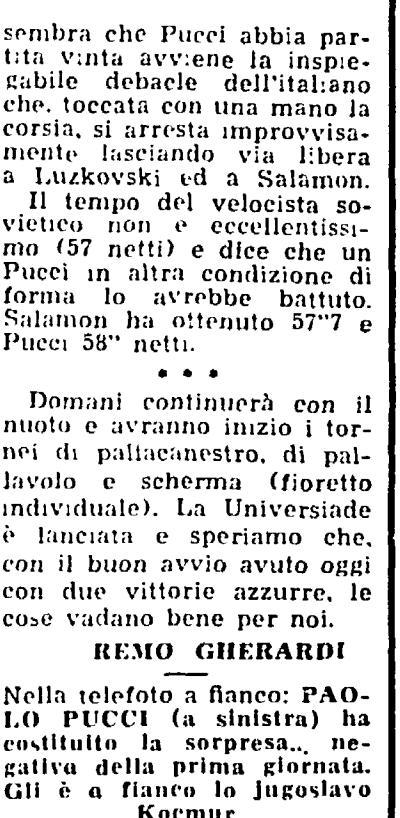 sembra che Pucci abbia par-
tita vinta avviene la inspie-
gabile debacle dell'italiano
che, toccata con una mano la
corsia, si arresta improvvisa-
mente lasciando via libera
a Luzkovski ed a Salamon.
Il tempo del velocista so-
vietico non e eccellentissi-
mo (57 netti) e dice che un
Pucci in altra condizione di
forma lo avrebbe battuto.
Salamon ha ottenuto 57"7 e
Pucci 58" netti.
• • •
Domani continuerà con il
nuoto e avranno inizio i tor-
nei di pallacanestro, di pal-
lavolo e scherma (fioretto
individuale). La Universiade
è lanciata e speriamo che,
con il buon avvio avuto oggi
con due vittorie azzurre, le
cose vadano bene per noi.
REMO GHERARDI
Nella telefoto a fianco: PAO-
LO PUCCI (a sinistra) ha
costituito la sorpresa... ne-
gativa della prima giornata.
Gli è a fianco lo jugoslavo
Kocmur